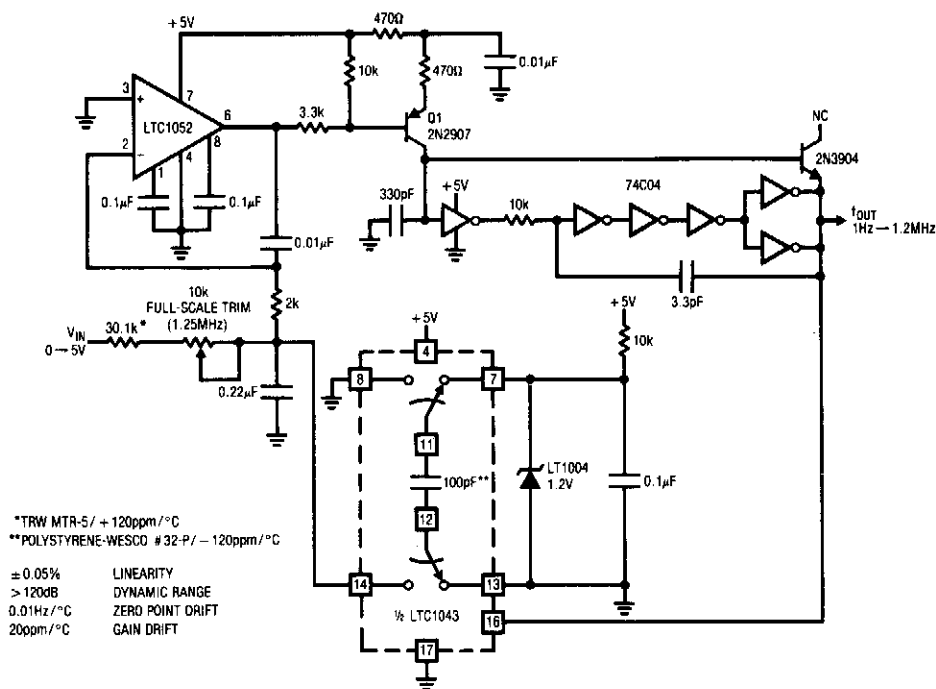 +5V
470Ω
10k
470Ω
0.01µF
3
+
7
LTC1052
6
3.3k
Q1
2N2907
NC
2
−
8
1
4
2N3904
0.1µF
0.1µF
330pF
+5V
10k
74C04
fOUT
1Hz→1.2MHz
0.01µF
3.3pF
10k
FULL-SCALE TRIM
(1.25MHz)
2k
VIN
0→5V
30.1k*
+5V
10k
+5V
0.22µF
4
8
7
11
100pF**
LT1004
1.2V
0.1µF
12
*TRW MTR-5/+120ppm/°C
**POLYSTYRENE-WESCO #32-P/−120ppm/°C
±0.05% LINEARITY
>120dB DYNAMIC RANGE
0.01Hz/°C ZERO POINT DRIFT
20ppm/°C GAIN DRIFT
14
13
½ LTC1043
16
17